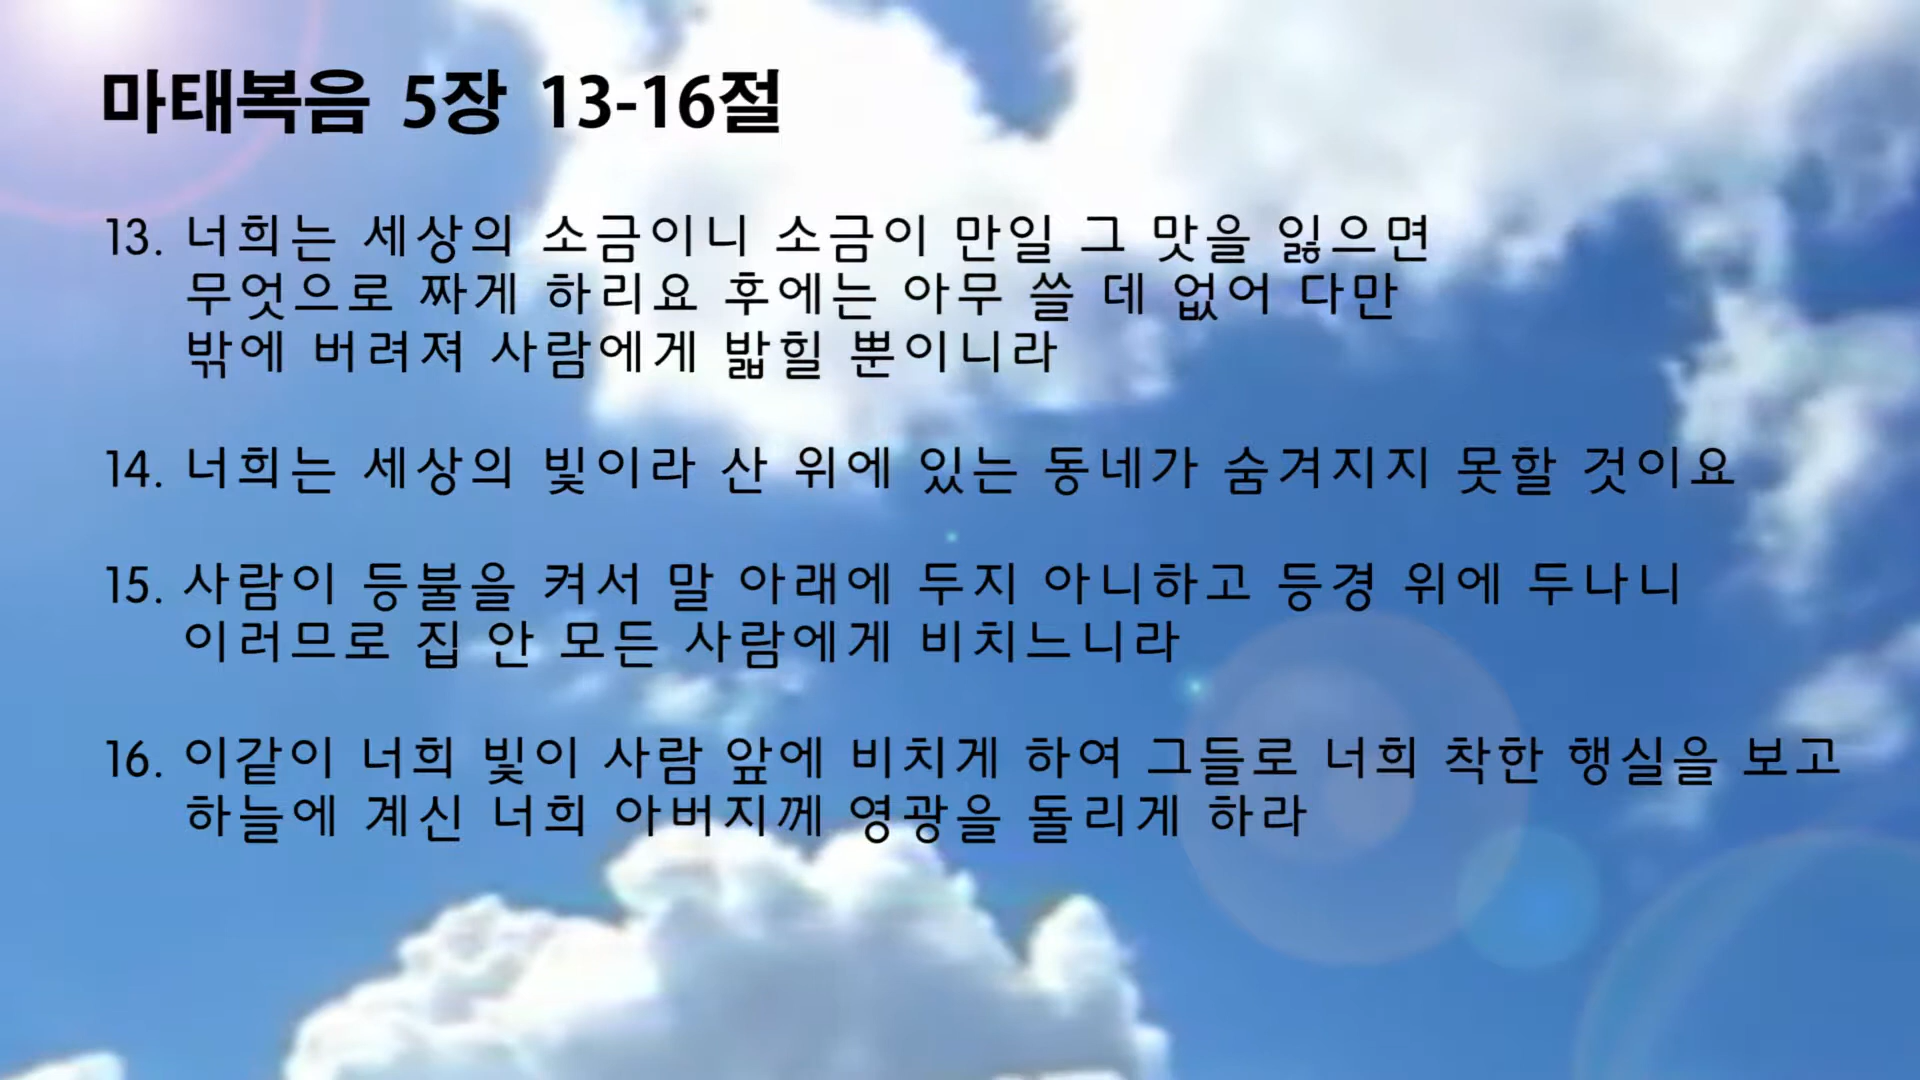 마태복음 5장 13-16절
13. 너희는 세상의 소금이니 소금이 만일 그 맛을 잃으면
무엇으로 짜게 하리요 후에는 아무 쓸 데 없어 다만
밖에 버려져 사람에게 밟힐 뿐이니라
14. 너희는 세상의 빛이라 산 위에 있는 동네가 숨겨지지 못할 것이요
15. 사람이 등불을 켜서 말 아래에 두지 아니하고 등경 위에 두나니
이러므로 집 안 모든 사람에게 비치느니라
16. 이같이 너희 빛이 사람 앞에 비치게 하여 그들로 너희 착한 행실을 보고
하늘에 계신 너희 아버지께 영광을 돌리게 하라